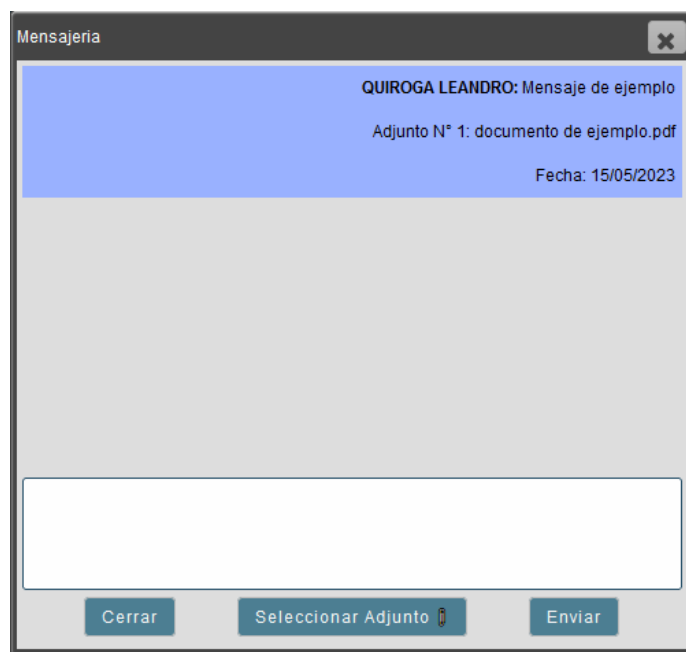 Mensajeria
QUIROGA LEANDRO: Mensaje de ejemplo
Adjunto N° 1: documento de ejemplo.pdf
Fecha: 15/05/2023
Cerrar
Seleccionar Adjunto
Enviar